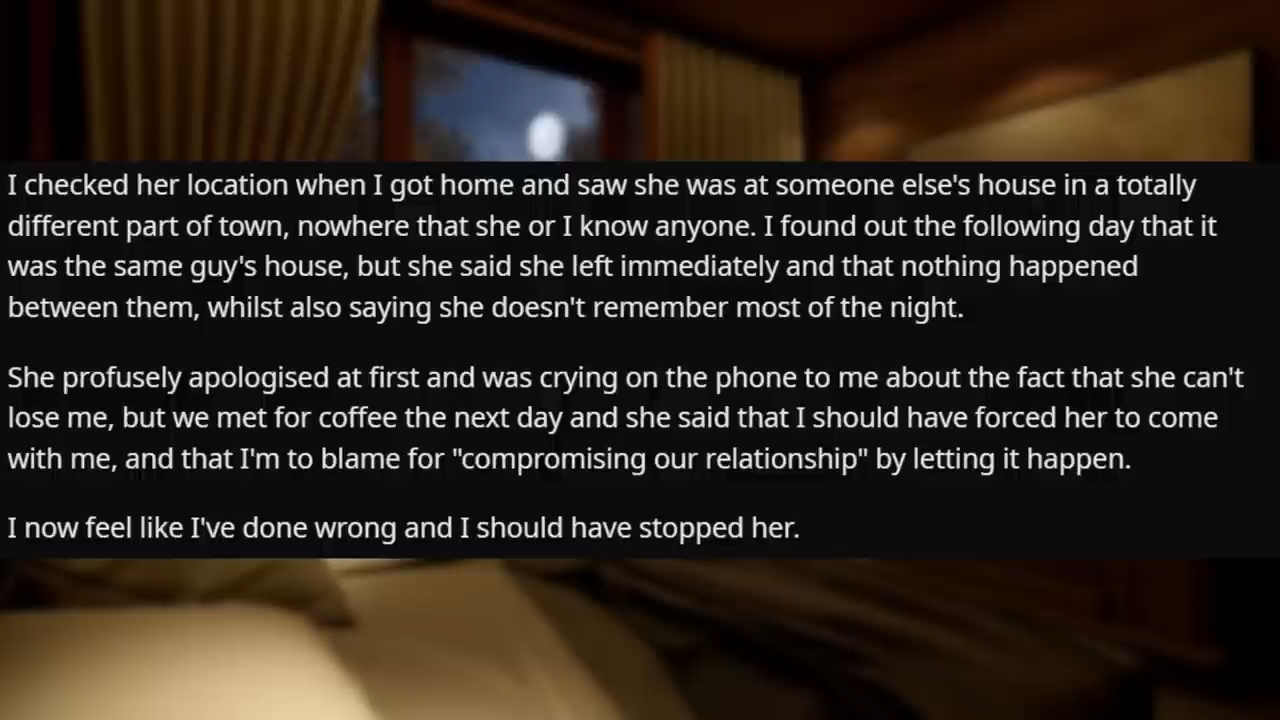 I checked her location when I got home and saw she was at someone else's house in a totally
different part of town, nowhere that she or I know anyone. I found out the following day that it
was the same guy's house, but she said she left immediately and that nothing happened
between them, whilst also saying she doesn't remember most of the night.
She profusely apologised at first and was crying on the phone to me about the fact that she can't
lose me, but we met for coffee the next day and she said that I should have forced her to come
with me, and that I'm to blame for "compromising our relationship" by letting it happen.
I now feel like I've done wrong and I should have stopped her.